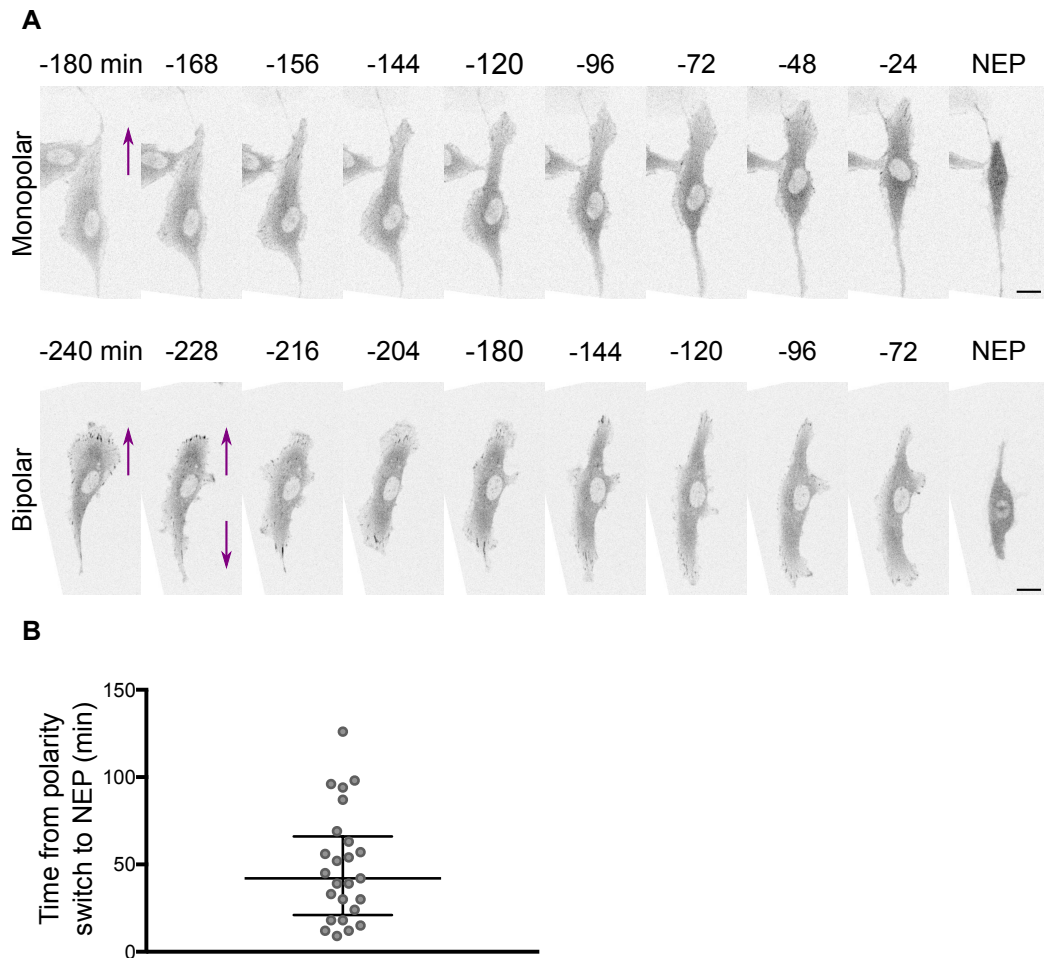 A
-180 min -168 -156 -144 -120 -96 -72 -48 -24 NEP
Monopolar
-240 min -228 -216 -204 -180 -144 -120 -96 -72 NEP
Bipolar
B
Time from polarity
switch to NEP (min)
150
100
50
0